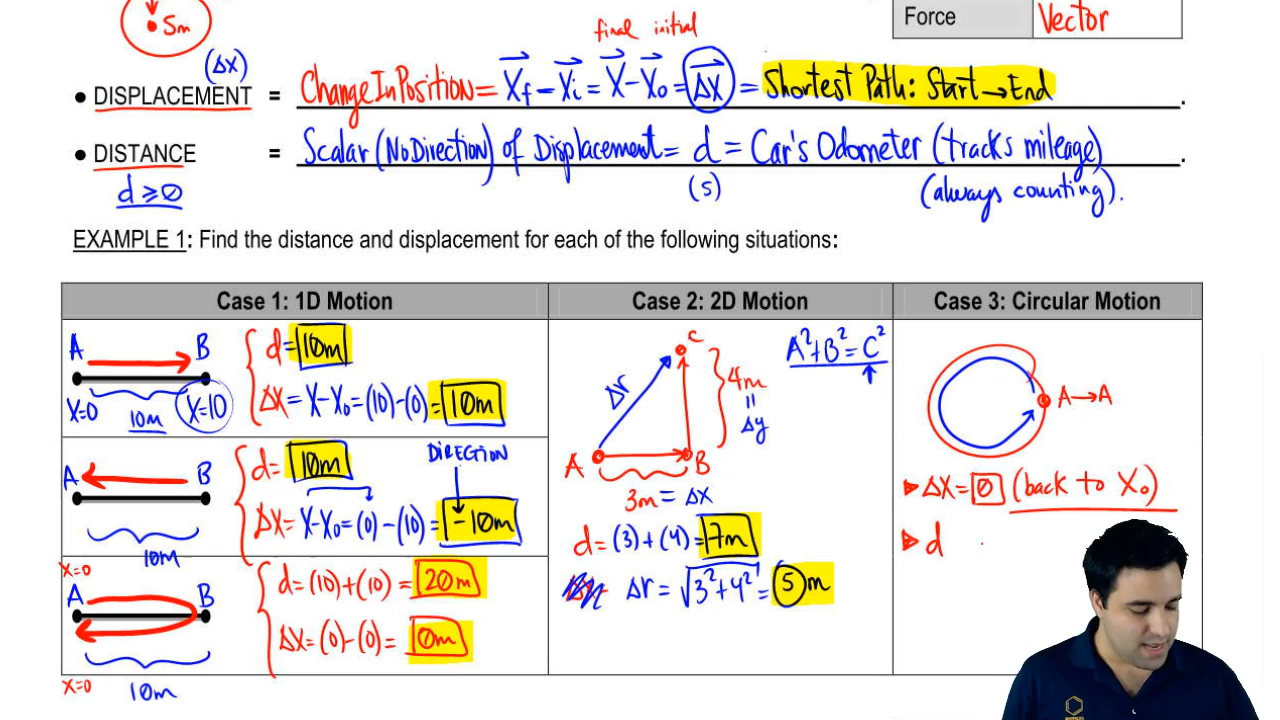 5m
Force Vector
final initial
(Δx)
• DISPLACEMENT = Change In Position = Xf − Xi = X − X₀ = Δx = Shortest Path: Start → End.
• DISTANCE = Scalar (No Direction) of Displacement = d = Car's Odometer (tracks mileage).
d ≥ 0 (s) (always counting).
EXAMPLE 1: Find the distance and displacement for each of the following situations:
Case 1: 1D Motion
A B
X=0 10m X=10
d = 10m
Δx = X − X₀ = (10) − (0) = 10m
A B
10m
d = 10m
DIRECTION
Δx = X − X₀ = (0) − (10) = −10m
X=0
A B
X=0 10m
d = (10) + (10) = 20m
Δx = (0) − (0) = 0m
Case 2: 2D Motion
A² + B² = C²
C
Δr
4m
=
Δy
A B
3m = Δx
d = (3) + (4) = 7m
Δr = √3² + 4² = 5m
Case 3: Circular Motion
A → A
Δx = 0 (back to X₀)
d